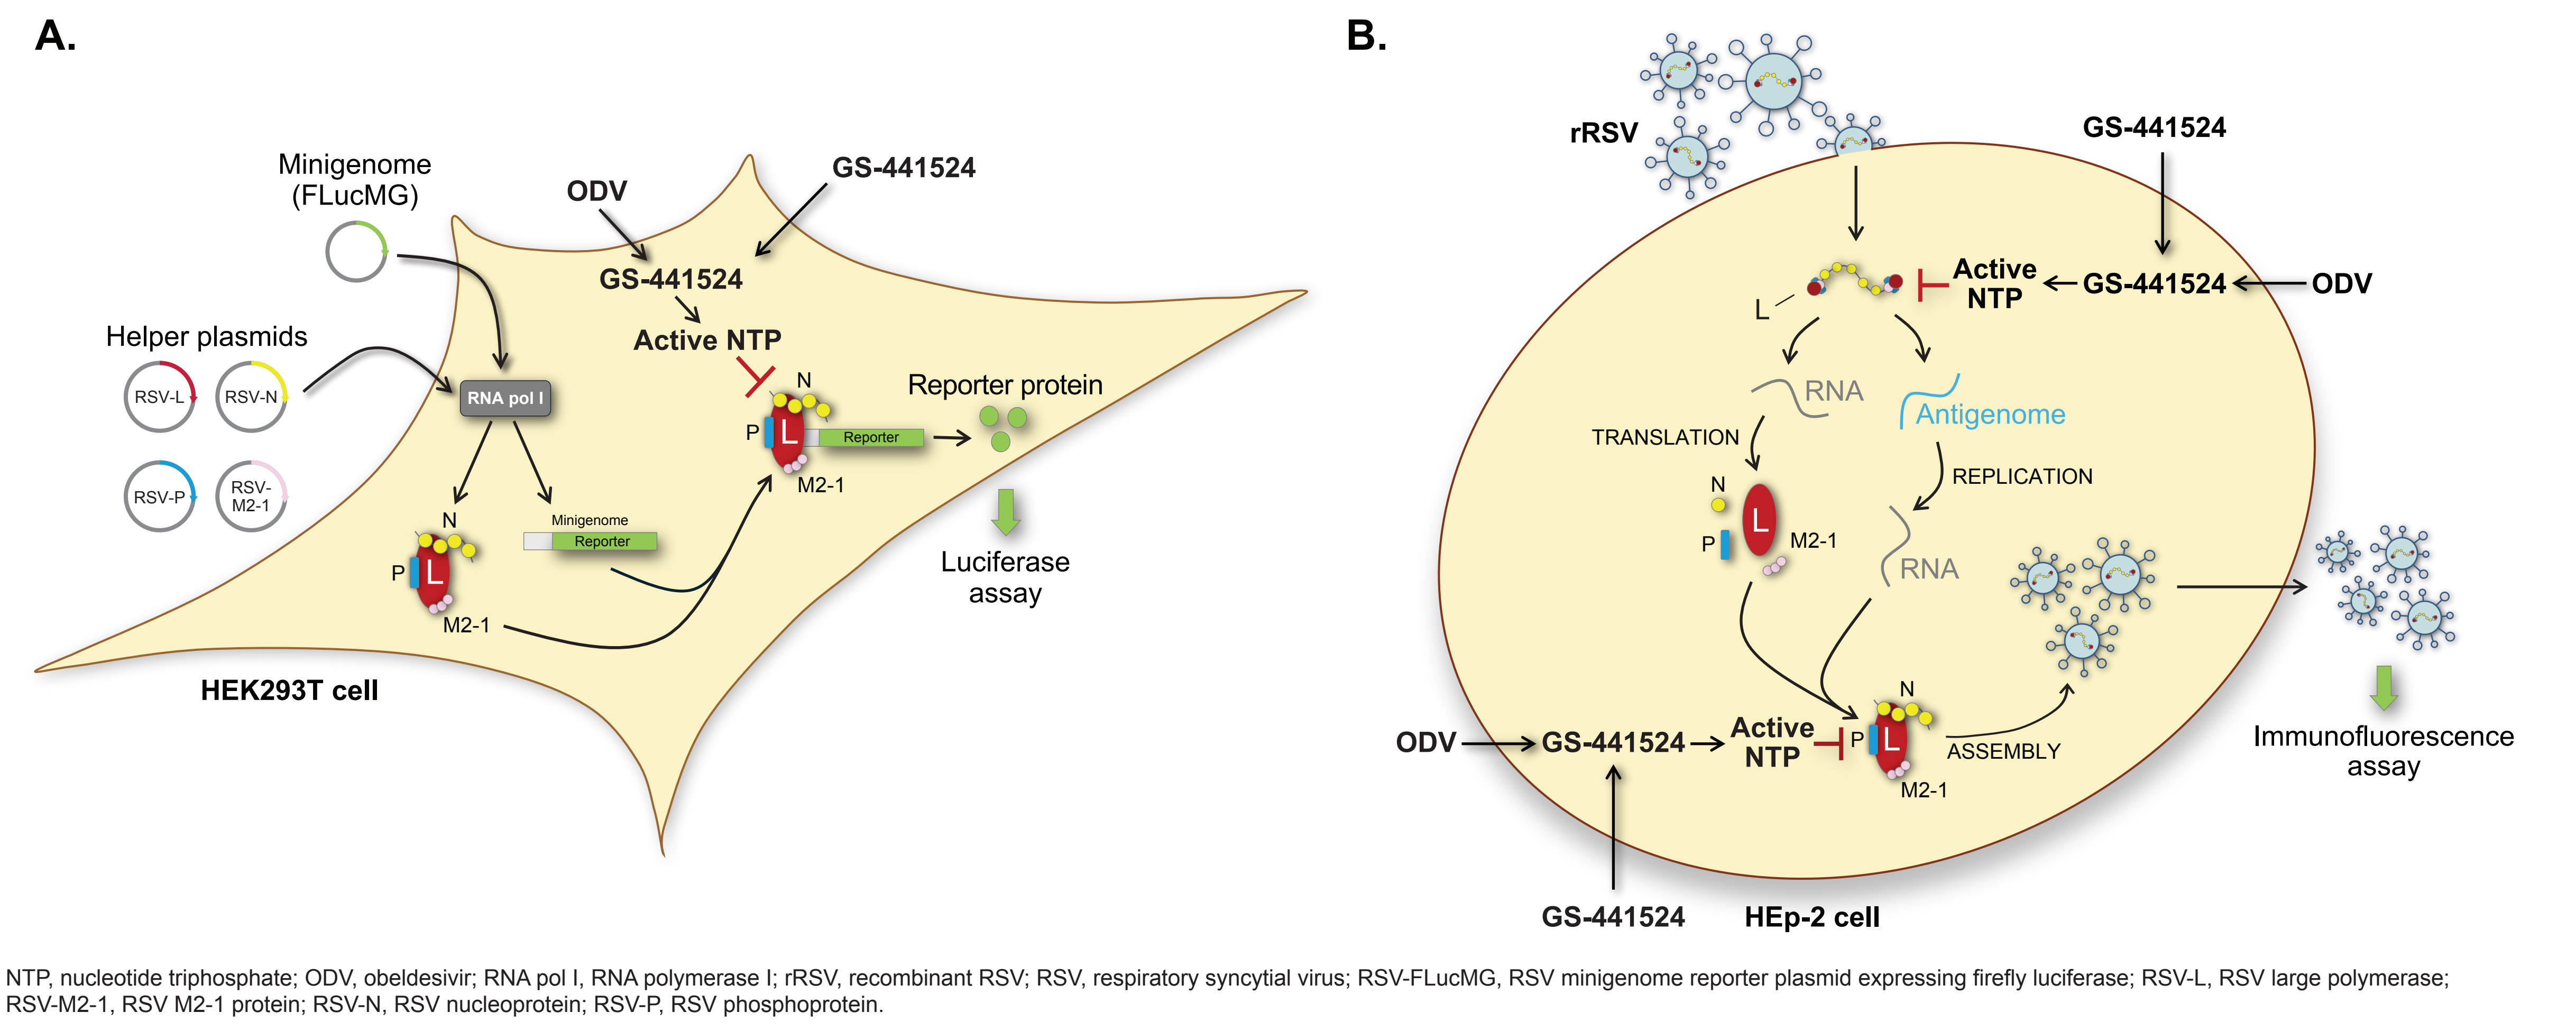 A.
Minigenome
(FLucMG)
Helper plasmids
RSV-L
RSV-N
RSV-P
RSV-
M2-1
RNA pol I
ODV
GS-441524
GS-441524
Active NTP
N
P
L
M2-1
Reporter
Reporter protein
Luciferase
assay
N
P
L
M2-1
Minigenome
Reporter
HEK293T cell
B.
rRSV
GS-441524
L
Active
NTP
GS-441524
ODV
RNA
Antigenome
TRANSLATION
REPLICATION
N
P
L
M2-1
RNA
ODV
GS-441524
Active
NTP
N
P
L
M2-1
ASSEMBLY
GS-441524
HEp-2 cell
Immunofluorescence
assay
NTP, nucleotide triphosphate; ODV, obeldesivir; RNA pol I, RNA polymerase I; rRSV, recombinant RSV; RSV, respiratory syncytial virus; RSV-FLucMG, RSV minigenome reporter plasmid expressing firefly luciferase; RSV-L, RSV large polymerase;
RSV-M2-1, RSV M2-1 protein; RSV-N, RSV nucleoprotein; RSV-P, RSV phosphoprotein.